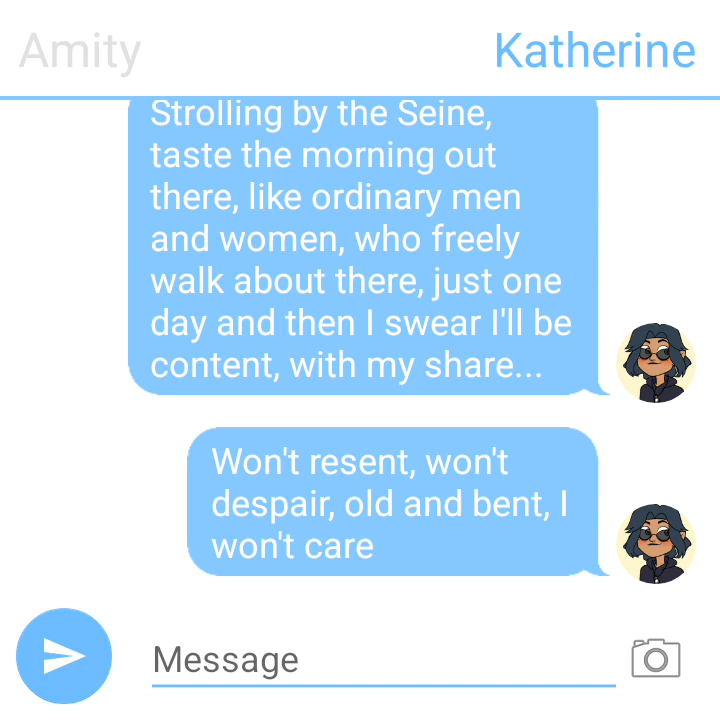 Amity Katherine
Strolling by the Seine,
taste the morning out
there, like ordinary men
and women, who freely
walk about there, just one
day and then I swear I'll be
content, with my share...
Won't resent, won't
despair, old and bent, I
won't care
Message